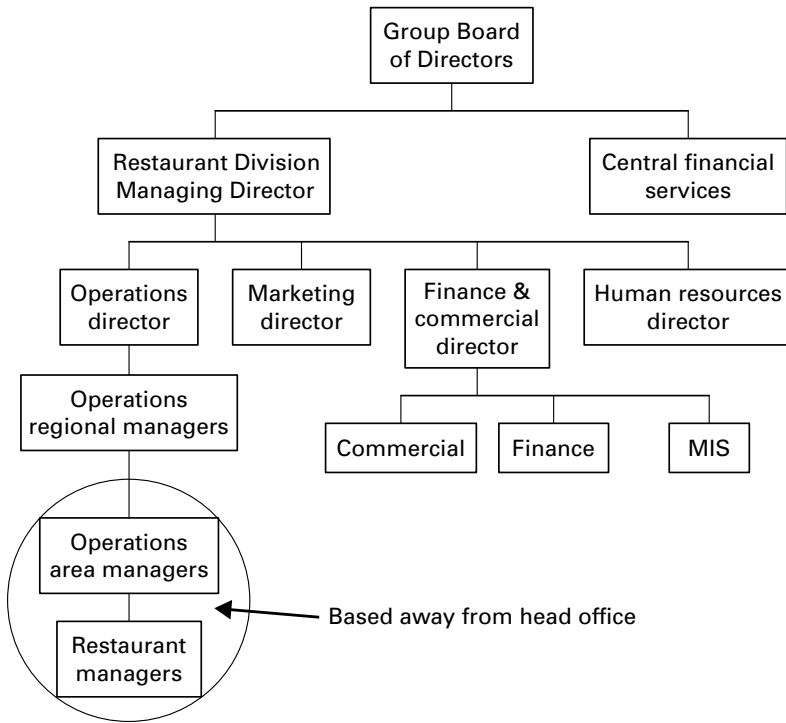 Group Board
of Directors
Restaurant Division
Managing Director
Central financial
services
Operations
director
Marketing
director
Finance &
commercial
director
Human resources
director
Operations
regional managers
Commercial
Finance
MIS
Operations
area managers
Based away from head office
Restaurant
managers